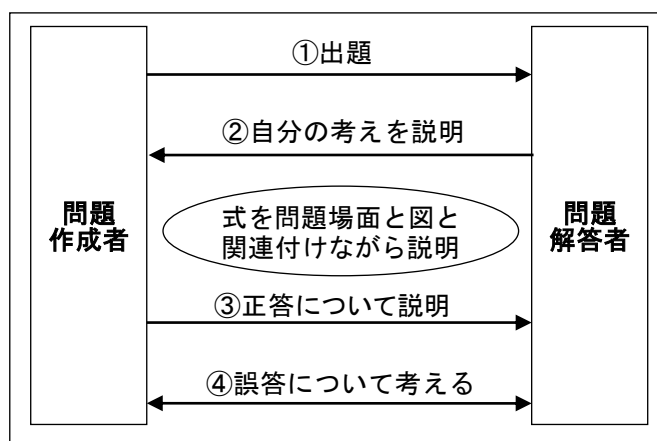 ①出題
②自分の考えを説明
問題
作成者
式を問題場面と図と
関連付けながら説明
問題
解答者
③正答について説明
④誤答について考える